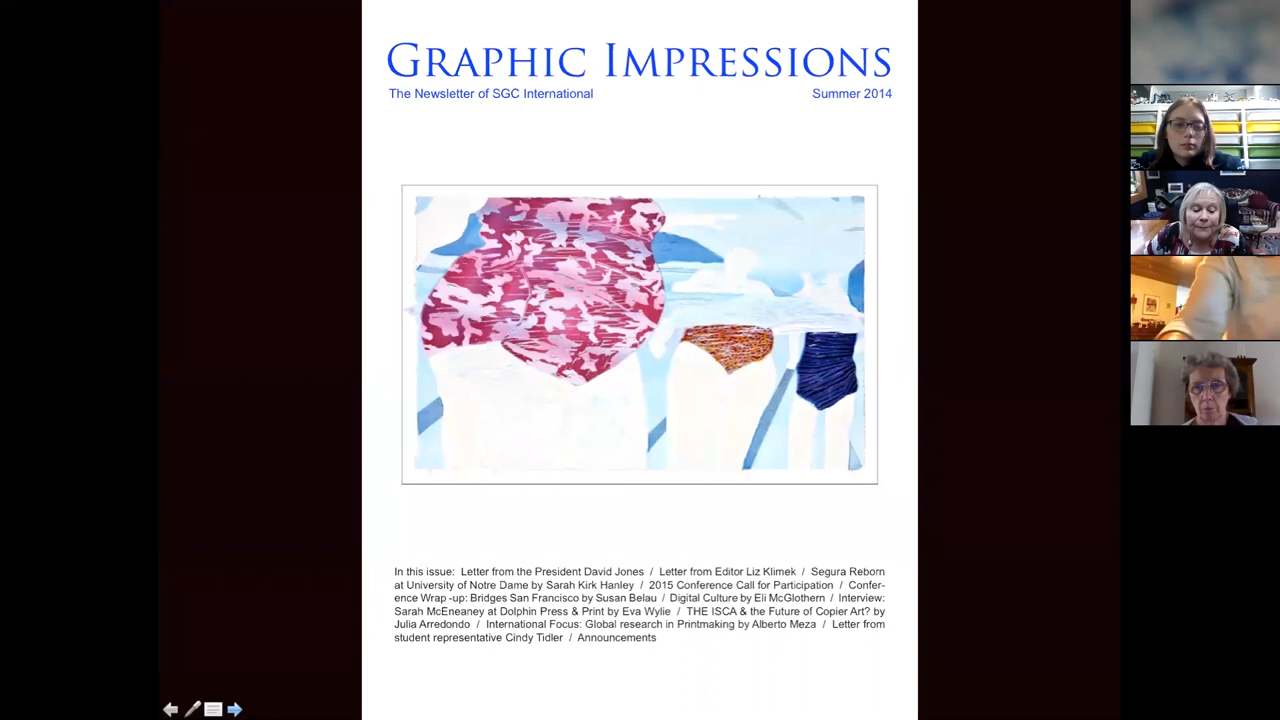 GRAPHIC IMPRESSIONS
The Newsletter of SGC International Summer 2014
In this issue: Letter from the President David Jones / Letter from Editor Liz Klimek / Segura Reborn
at University of Notre Dame by Sarah Kirk Hanley / 2015 Conference Call for Participation / Confer-
ence Wrap -up: Bridges San Francisco by Susan Belau / Digital Culture by Eli McGlothern / Interview:
Sarah McEneaney at Dolphin Press & Print by Eva Wylie / THE ISCA & the Future of Copier Art? by
Julia Arredondo / International Focus: Global research in Printmaking by Alberto Meza / Letter from
student representative Cindy Tidler / Announcements